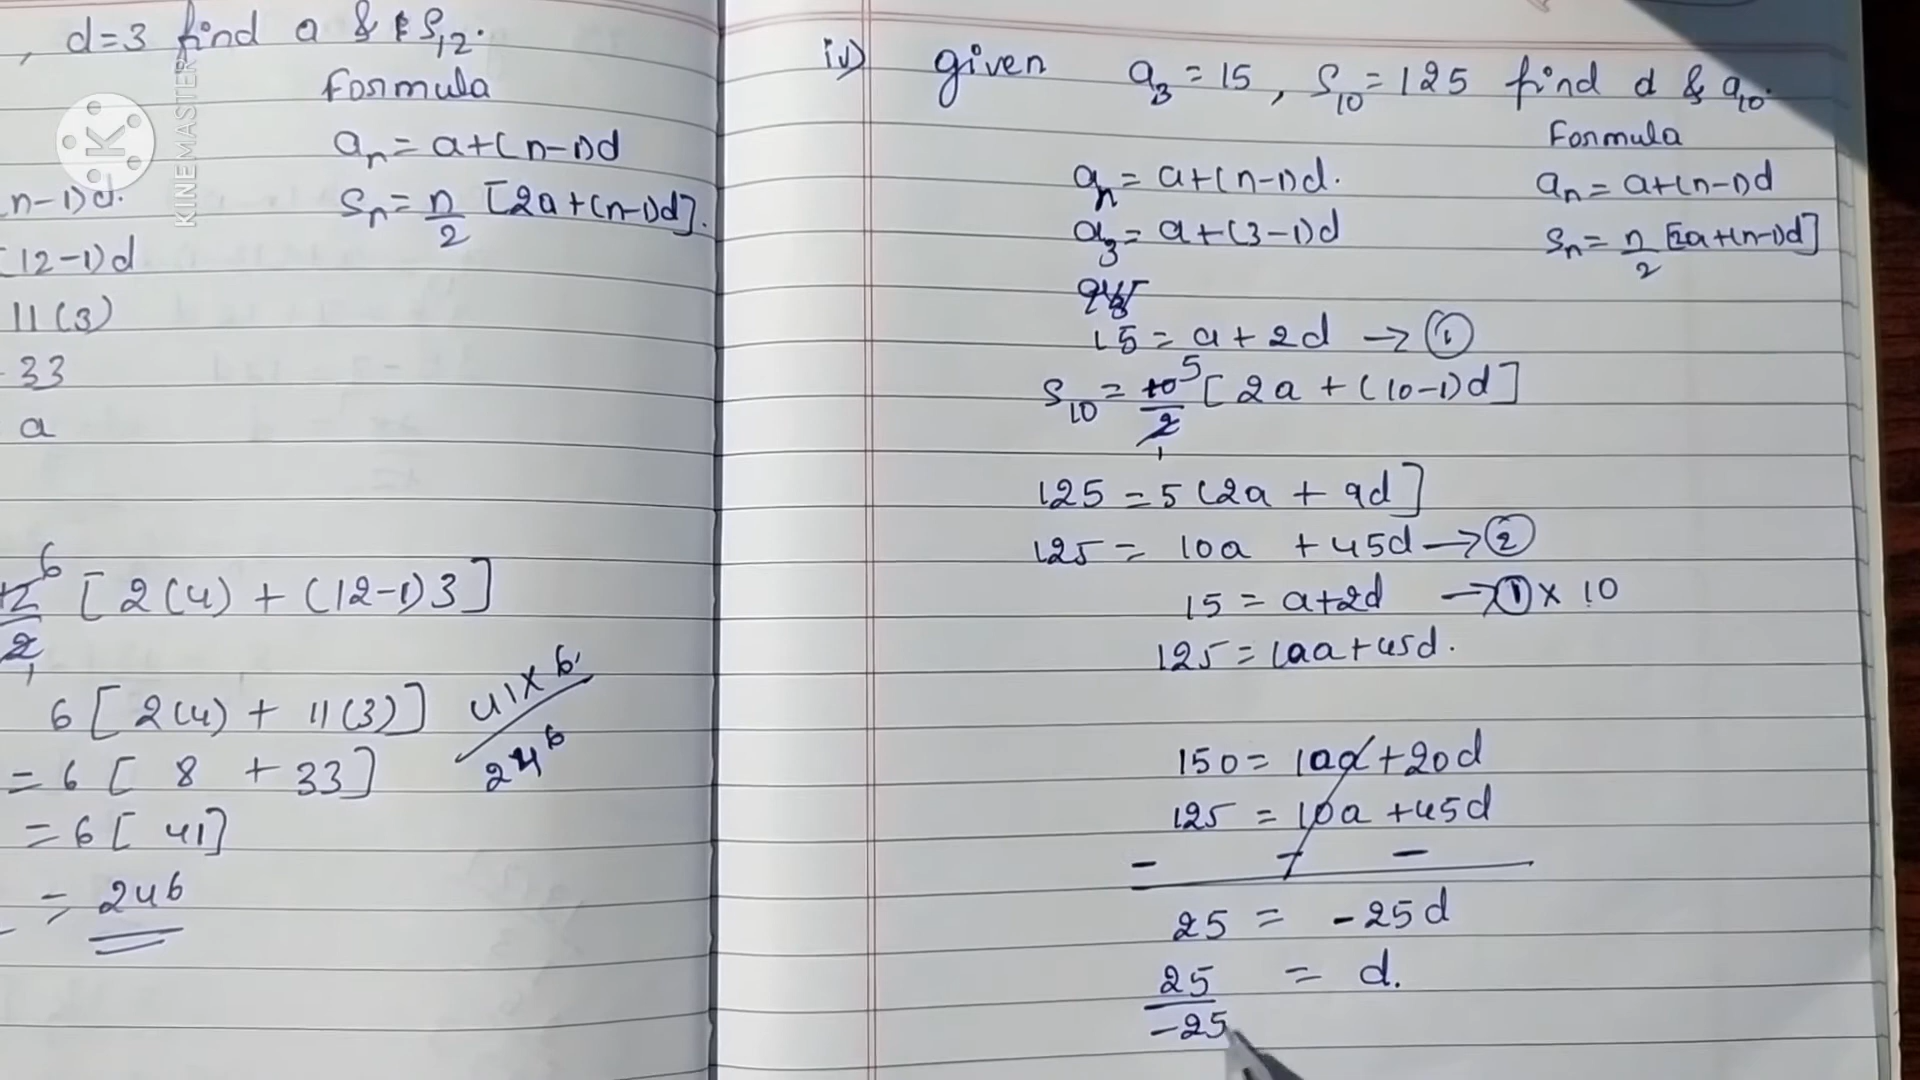 , d=3 find a & S₁₂.
Formula
aₙ = a+(n-1)d
n-1)d.
Sₙ = n/2 [2a+(n-1)d].
(12-1)d
11(3)
33
a
12/2 6 [2(4) + (12-1)3]
1
6[2(4) + 11(3)]
41x6
246
= 6[ 8 + 33]
= 6[ 41]
= 246
K
KINEMASTER
iv) given a₃ = 15, S₁₀ = 125 find d & a₁₀.
Formula
aₙ = a+(n-1)d.
aₙ = a+(n-1)d
a₃ = a+(3-1)d
Sₙ = n/2 [2a+(n-1)d]
15 = a+2d → ①
S₁₀ = 10/2 5 [2a + (10-1)d]
1
125 = 5(2a + 9d]
125 = 10a + 45d → ②
15 = a+2d → ① x 10
125 = 10a+45d.
150 = 10a+20d
125 = 10a+45d
- - -
25 = -25d
25/-25 = d.